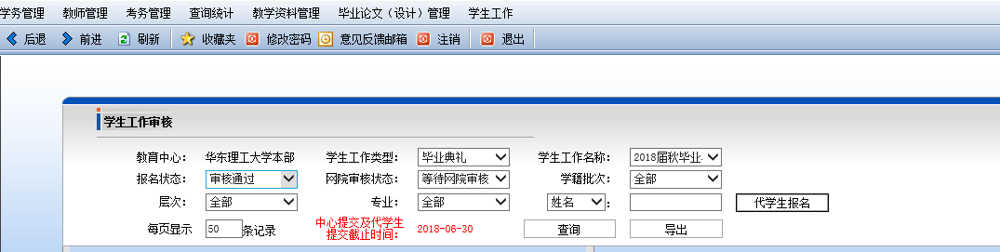 学务管理 教师管理 考务管理 查询统计 教学资料管理 毕业论文（设计）管理 学生工作
后退 前进 刷新 收藏夹 修改密码 意见反馈邮箱 注销 退出
学生工作审核
教育中心： 华东理工大学本部 学生工作类型： 毕业典礼 学生工作名称： 2018届秋毕业
报名状态： 审核通过 网院审核状态： 等待网院审核 学籍批次： 全部
层次： 全部 专业： 全部 姓名 ： 代学生报名
每页显示 50 条记录 中心提交及代学生
提交截止时间： 2018-06-30 查询 导出